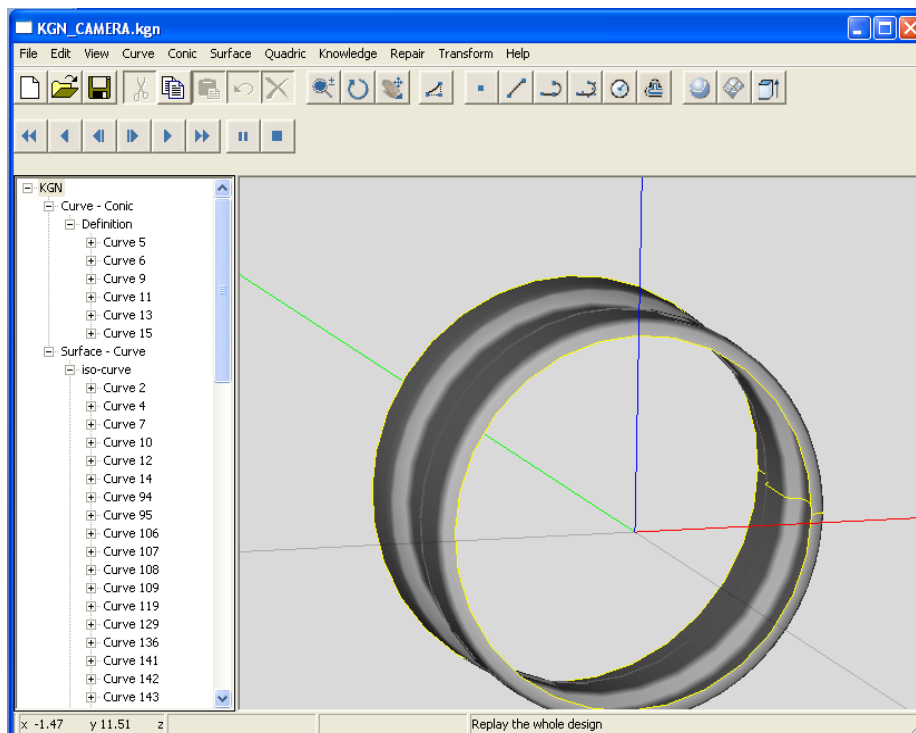 KGN_CAMERA.kgn
File Edit View Curve Conic Surface Quadric Knowledge Repair Transform Help
KGN
Curve - Conic
Definition
Curve 5
Curve 6
Curve 9
Curve 11
Curve 13
Curve 15
Surface - Curve
iso-curve
Curve 2
Curve 4
Curve 7
Curve 10
Curve 12
Curve 14
Curve 94
Curve 95
Curve 106
Curve 107
Curve 108
Curve 109
Curve 119
Curve 129
Curve 136
Curve 141
Curve 142
Curve 143
x -1.47 y 11.51 z Replay the whole design